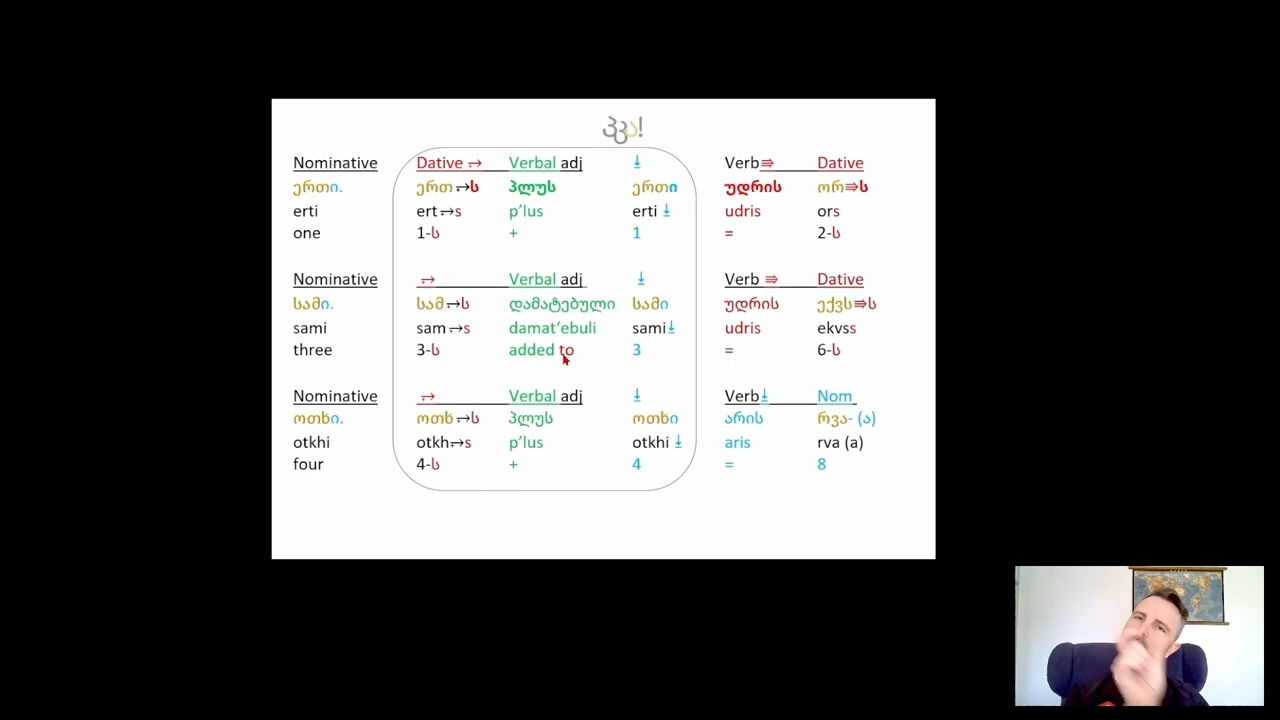 ჰვა!
Nominative Dative → Verbal adj ↓ Verb⇛ Dative
ერთი. ერთ→ს პლუს ერთი უდრის ორ⇛ს
erti ert→s p’lus erti ↓ udris ors
one 1-ს + 1 = 2-ს
Nominative → Verbal adj ↓ Verb ⇛ Dative
სამი. სამ→ს დამატებული სამი უდრის ექვს⇛ს
sami sam→s damat‘ebuli sami↓ udris ekvss
three 3-ს added to 3 = 6-ს
Nominative → Verbal adj ↓ Verb↓ Nom
ოთხი. ოთხ→ს პლუს ოთხი არის რვა- (ა)
otkhi otkh→s p’lus otkhi ↓ aris rva (a)
four 4-ს + 4 = 8